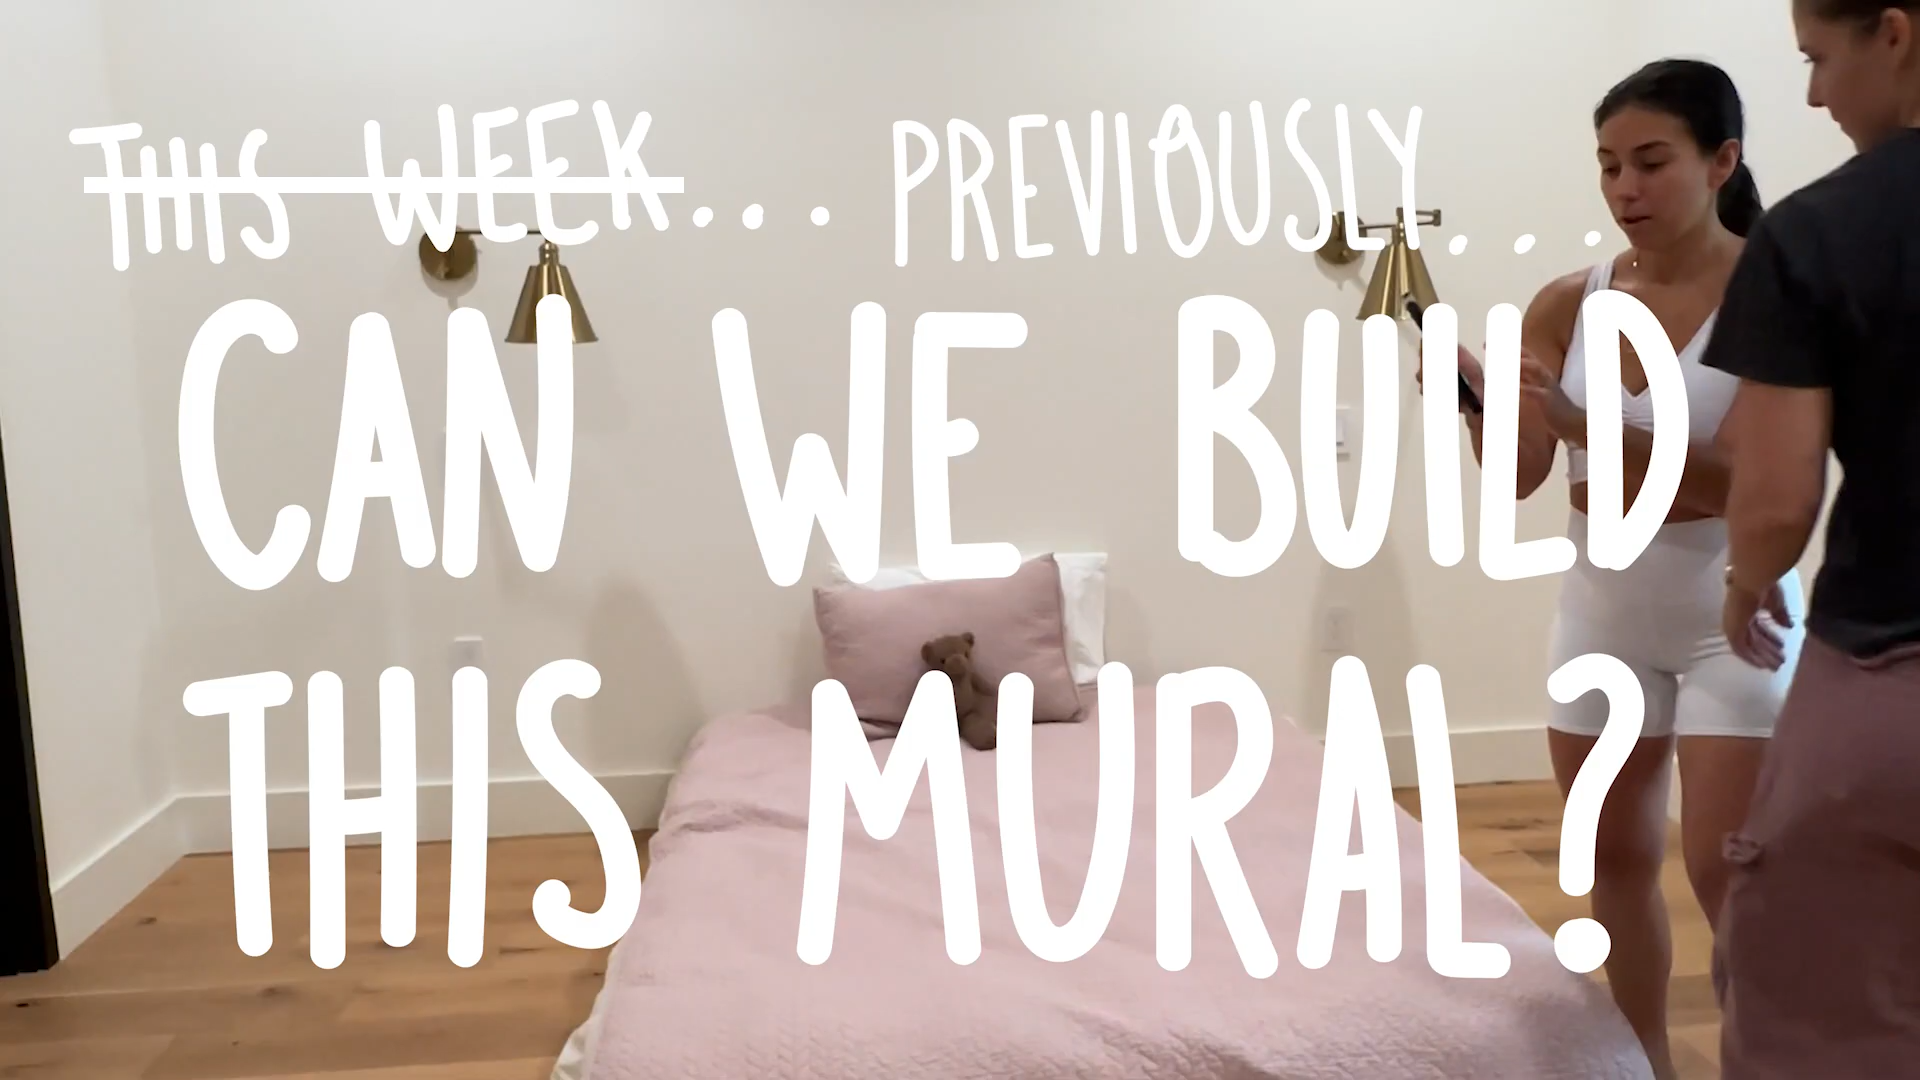 THIS WEEK... PREVIOUSLY...
CAN WE BUILD
THIS MURAL?